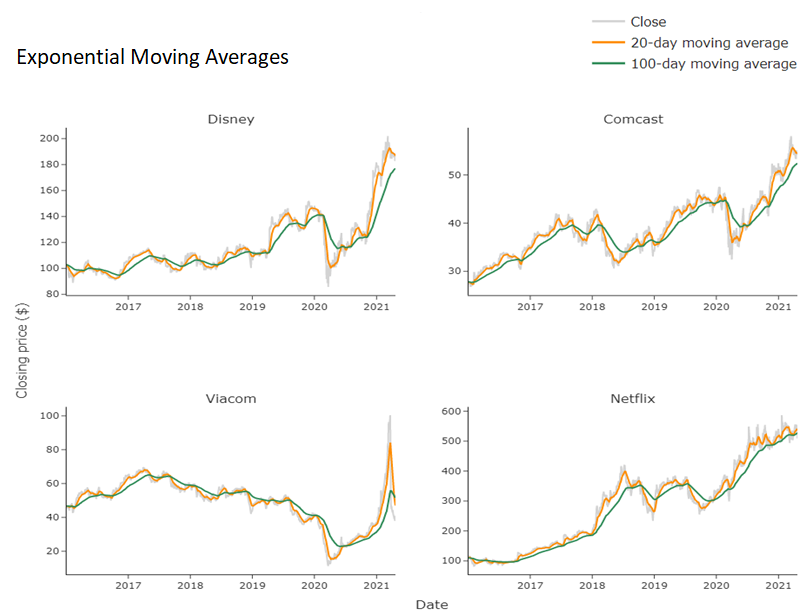 Exponential Moving Averages
Close
20-day moving average
100-day moving average
Disney
200
180
160
140
120
100
80
2017 2018 2019 2020 2021
Comcast
50
40
30
2017 2018 2019 2020 2021
Closing price ($)
Viacom
100
80
60
40
20
2017 2018 2019 2020 2021
Netflix
600
500
400
300
200
100
2017 2018 2019 2020 2021
Date